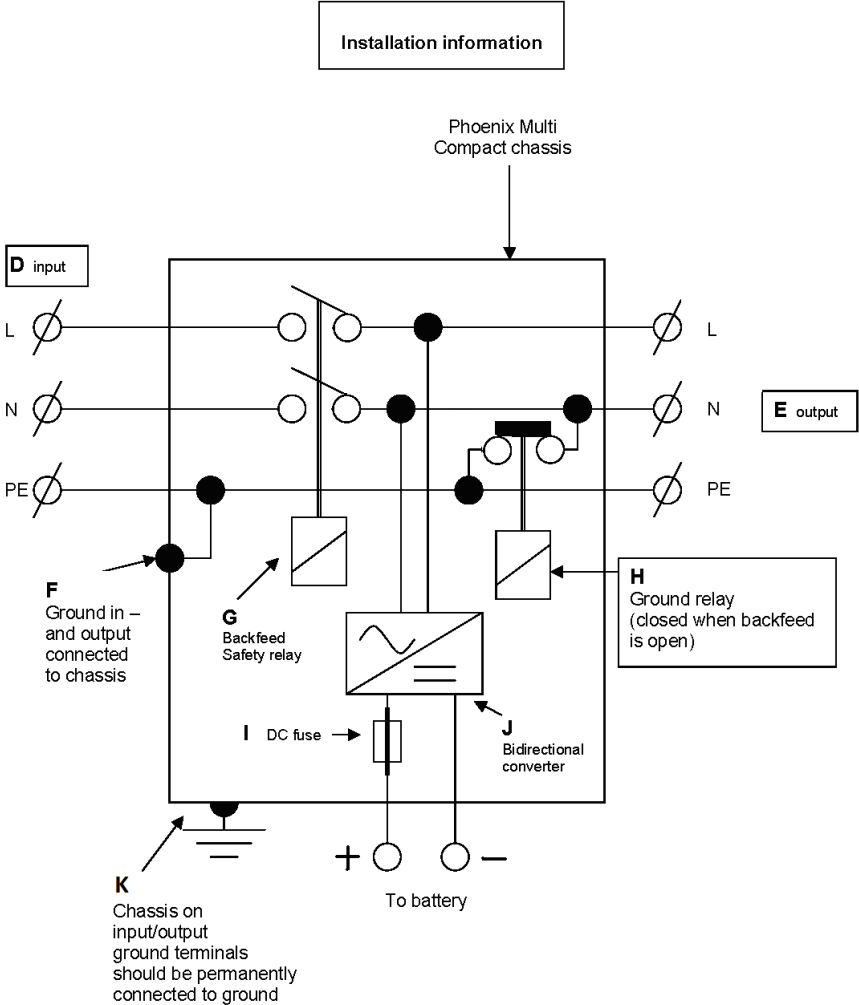 Installation information
Phoenix Multi
Compact chassis
D input
L
L
N
N
E output
PE
PE
F
Ground in –
and output
connected
to chassis
G
Backfeed
Safety relay
H
Ground relay
(closed when backfeed
is open)
I DC fuse
J
Bidirectional
converter
+
–
To battery
K
Chassis on
input/output
ground terminals
should be permanently
connected to ground